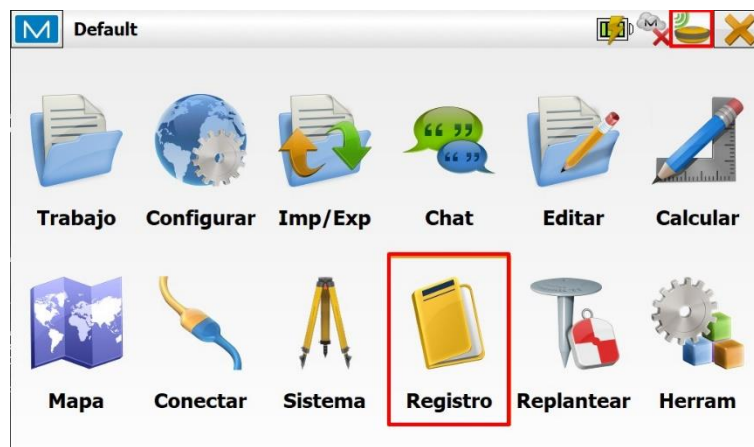 M Default
Trabajo Configurar Imp/Exp Chat Editar Calcular
Mapa Conectar Sistema Registro Replantear Herram